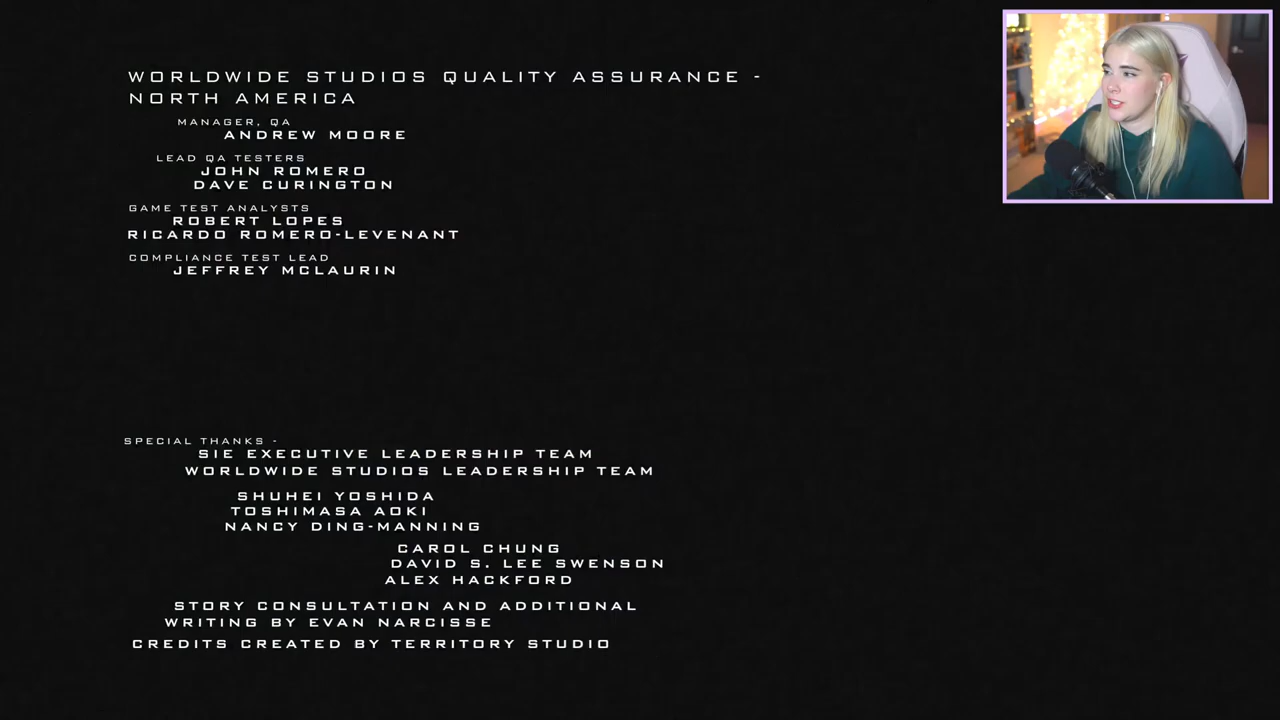 WORLDWIDE STUDIOS QUALITY ASSURANCE -
NORTH AMERICA
MANAGER, QA
ANDREW MOORE
LEAD QA TESTERS
JOHN ROMERO
DAVE CURINGTON
GAME TEST ANALYSTS
ROBERT LOPES
RICARDO ROMERO-LEVENANT
COMPLIANCE TEST LEAD
JEFFREY MCLAURIN
SPECIAL THANKS -
SIE EXECUTIVE LEADERSHIP TEAM
WORLDWIDE STUDIOS LEADERSHIP TEAM
SHUHEI YOSHIDA
TOSHIMASA AOKI
NANCY DING-MANNING
CAROL CHUNG
DAVID S. LEE SWENSON
ALEX HACKFORD
STORY CONSULTATION AND ADDITIONAL
WRITING BY EVAN NARCISSE
CREDITS CREATED BY TERRITORY STUDIO